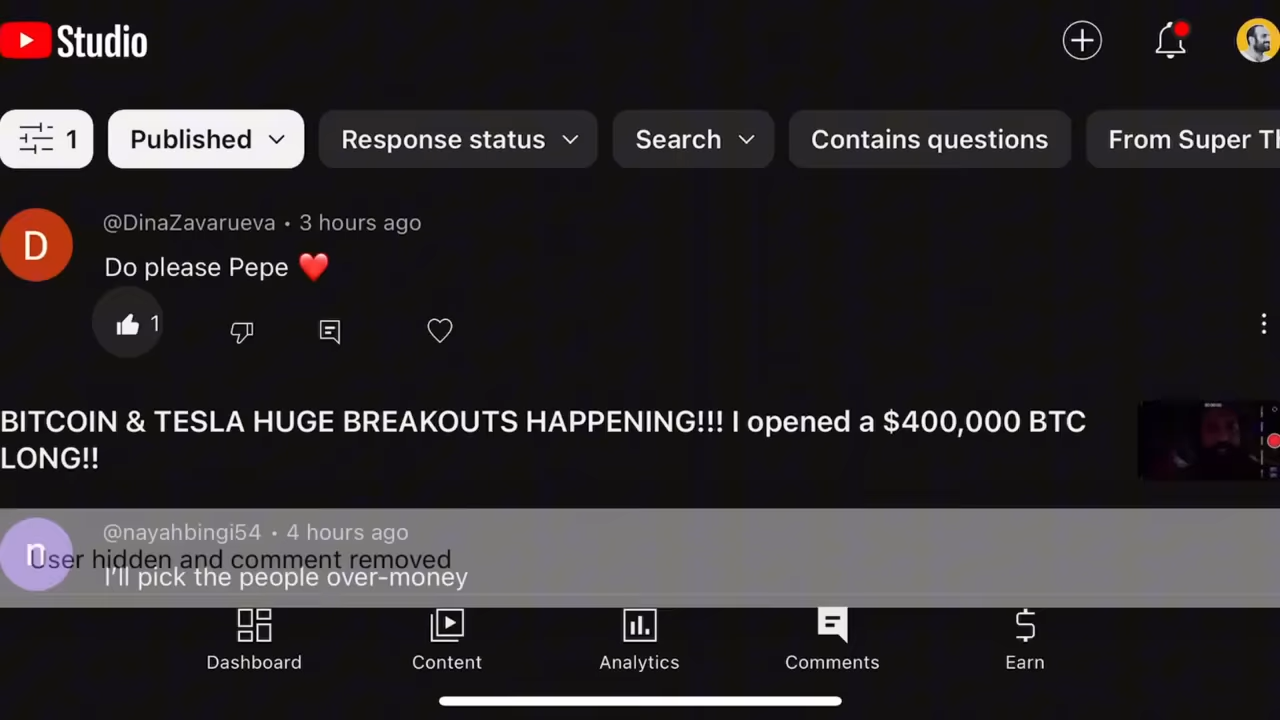 Studio
1
Published
Response status
Search
Contains questions
From Super Th
D
@DinaZavarueva • 3 hours ago
Do please Pepe ❤️
1
BITCOIN & TESLA HUGE BREAKOUTS HAPPENING!!! I opened a $400,000 BTC
LONG!!
n
@nayahbingi54 • 4 hours ago
User hidden and comment removed
I'll pick the people over-money
Dashboard
Content
Analytics
Comments
Earn